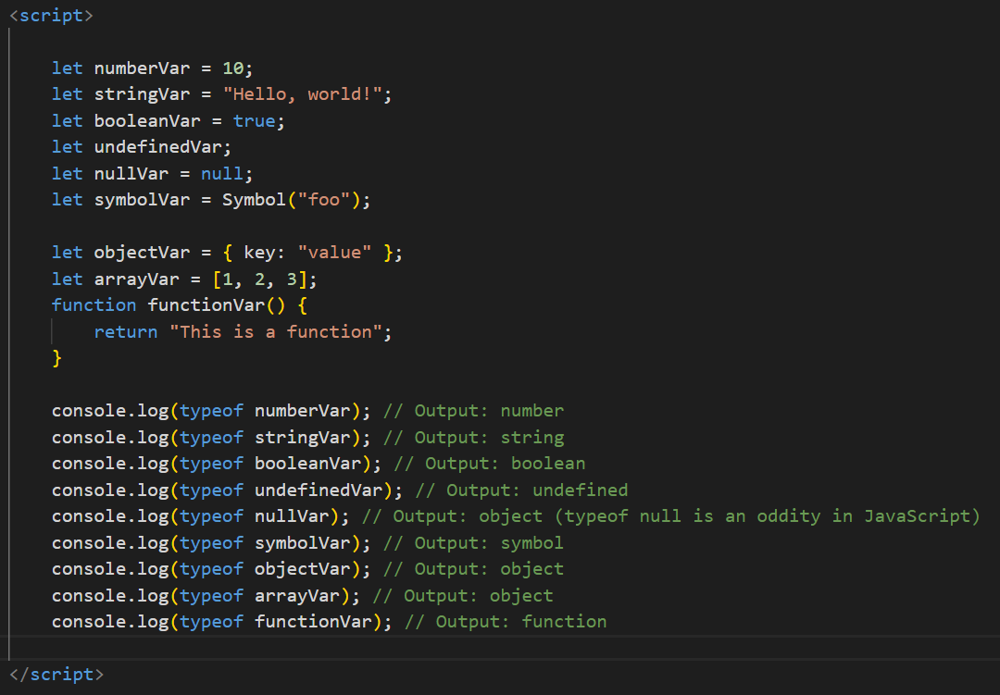 <script>
let numberVar = 10;
let stringVar = "Hello, world!";
let booleanVar = true;
let undefinedVar;
let nullVar = null;
let symbolVar = Symbol("foo");
let objectVar = { key: "value" };
let arrayVar = [1, 2, 3];
function functionVar() {
return "This is a function";
}
console.log(typeof numberVar); // Output: number
console.log(typeof stringVar); // Output: string
console.log(typeof booleanVar); // Output: boolean
console.log(typeof undefinedVar); // Output: undefined
console.log(typeof nullVar); // Output: object (typeof null is an oddity in JavaScript)
console.log(typeof symbolVar); // Output: symbol
console.log(typeof objectVar); // Output: object
console.log(typeof arrayVar); // Output: object
console.log(typeof functionVar); // Output: function
</script>